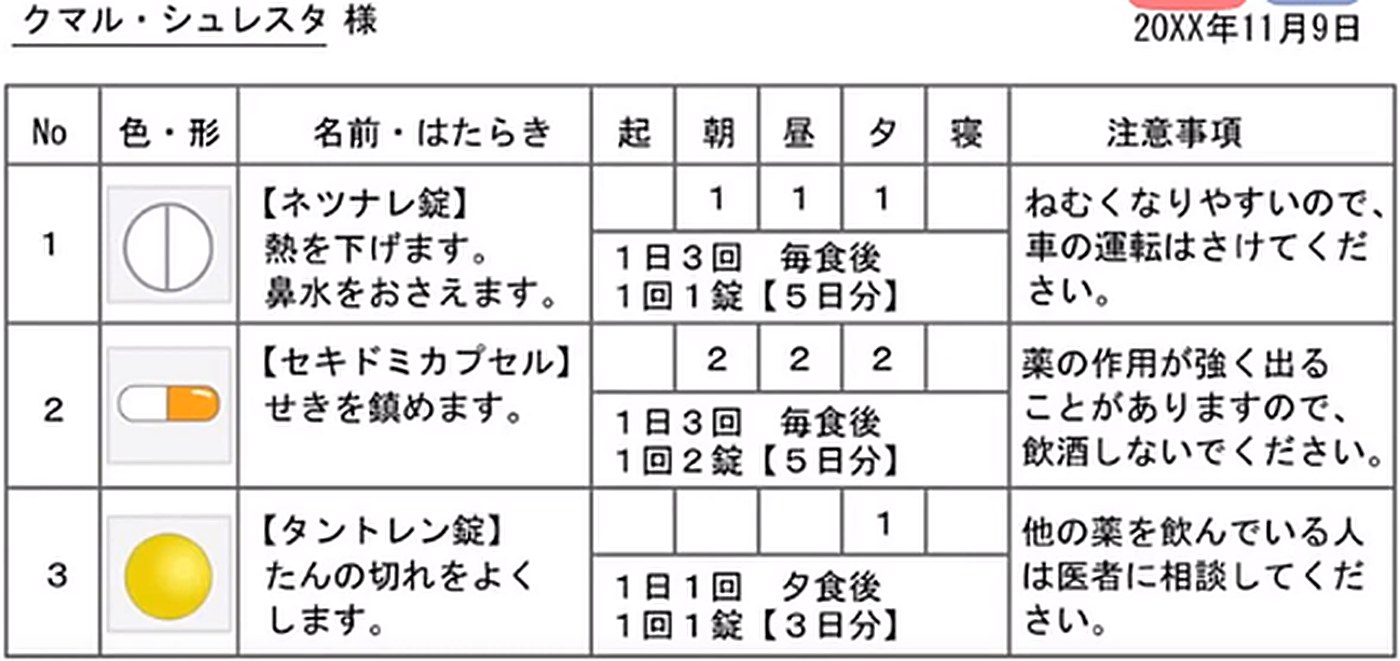 クマル・シュレスタ 様
20XX年11月9日
No 色・形 名前・はたらき 起 朝 昼 夕 寝 注意事項
1
【ネツナレ錠】
熱を下げます。
鼻水をおさえます。
1 1 1
1日3回 毎食後
1回1錠【5日分】
ねむくなりやすいので、
車の運転はさけてくだ
さい。
2
【セキドミカプセル】
せきを鎮めます。
2 2 2
1日3回 毎食後
1回2錠【5日分】
薬の作用が強く出る
ことがありますので、
飲酒しないでください。
3
【タントレン錠】
たんの切れをよく
します。
1
1日1回 夕食後
1回1錠【3日分】
他の薬を飲んでいる人
は医者に相談してくだ
さい。